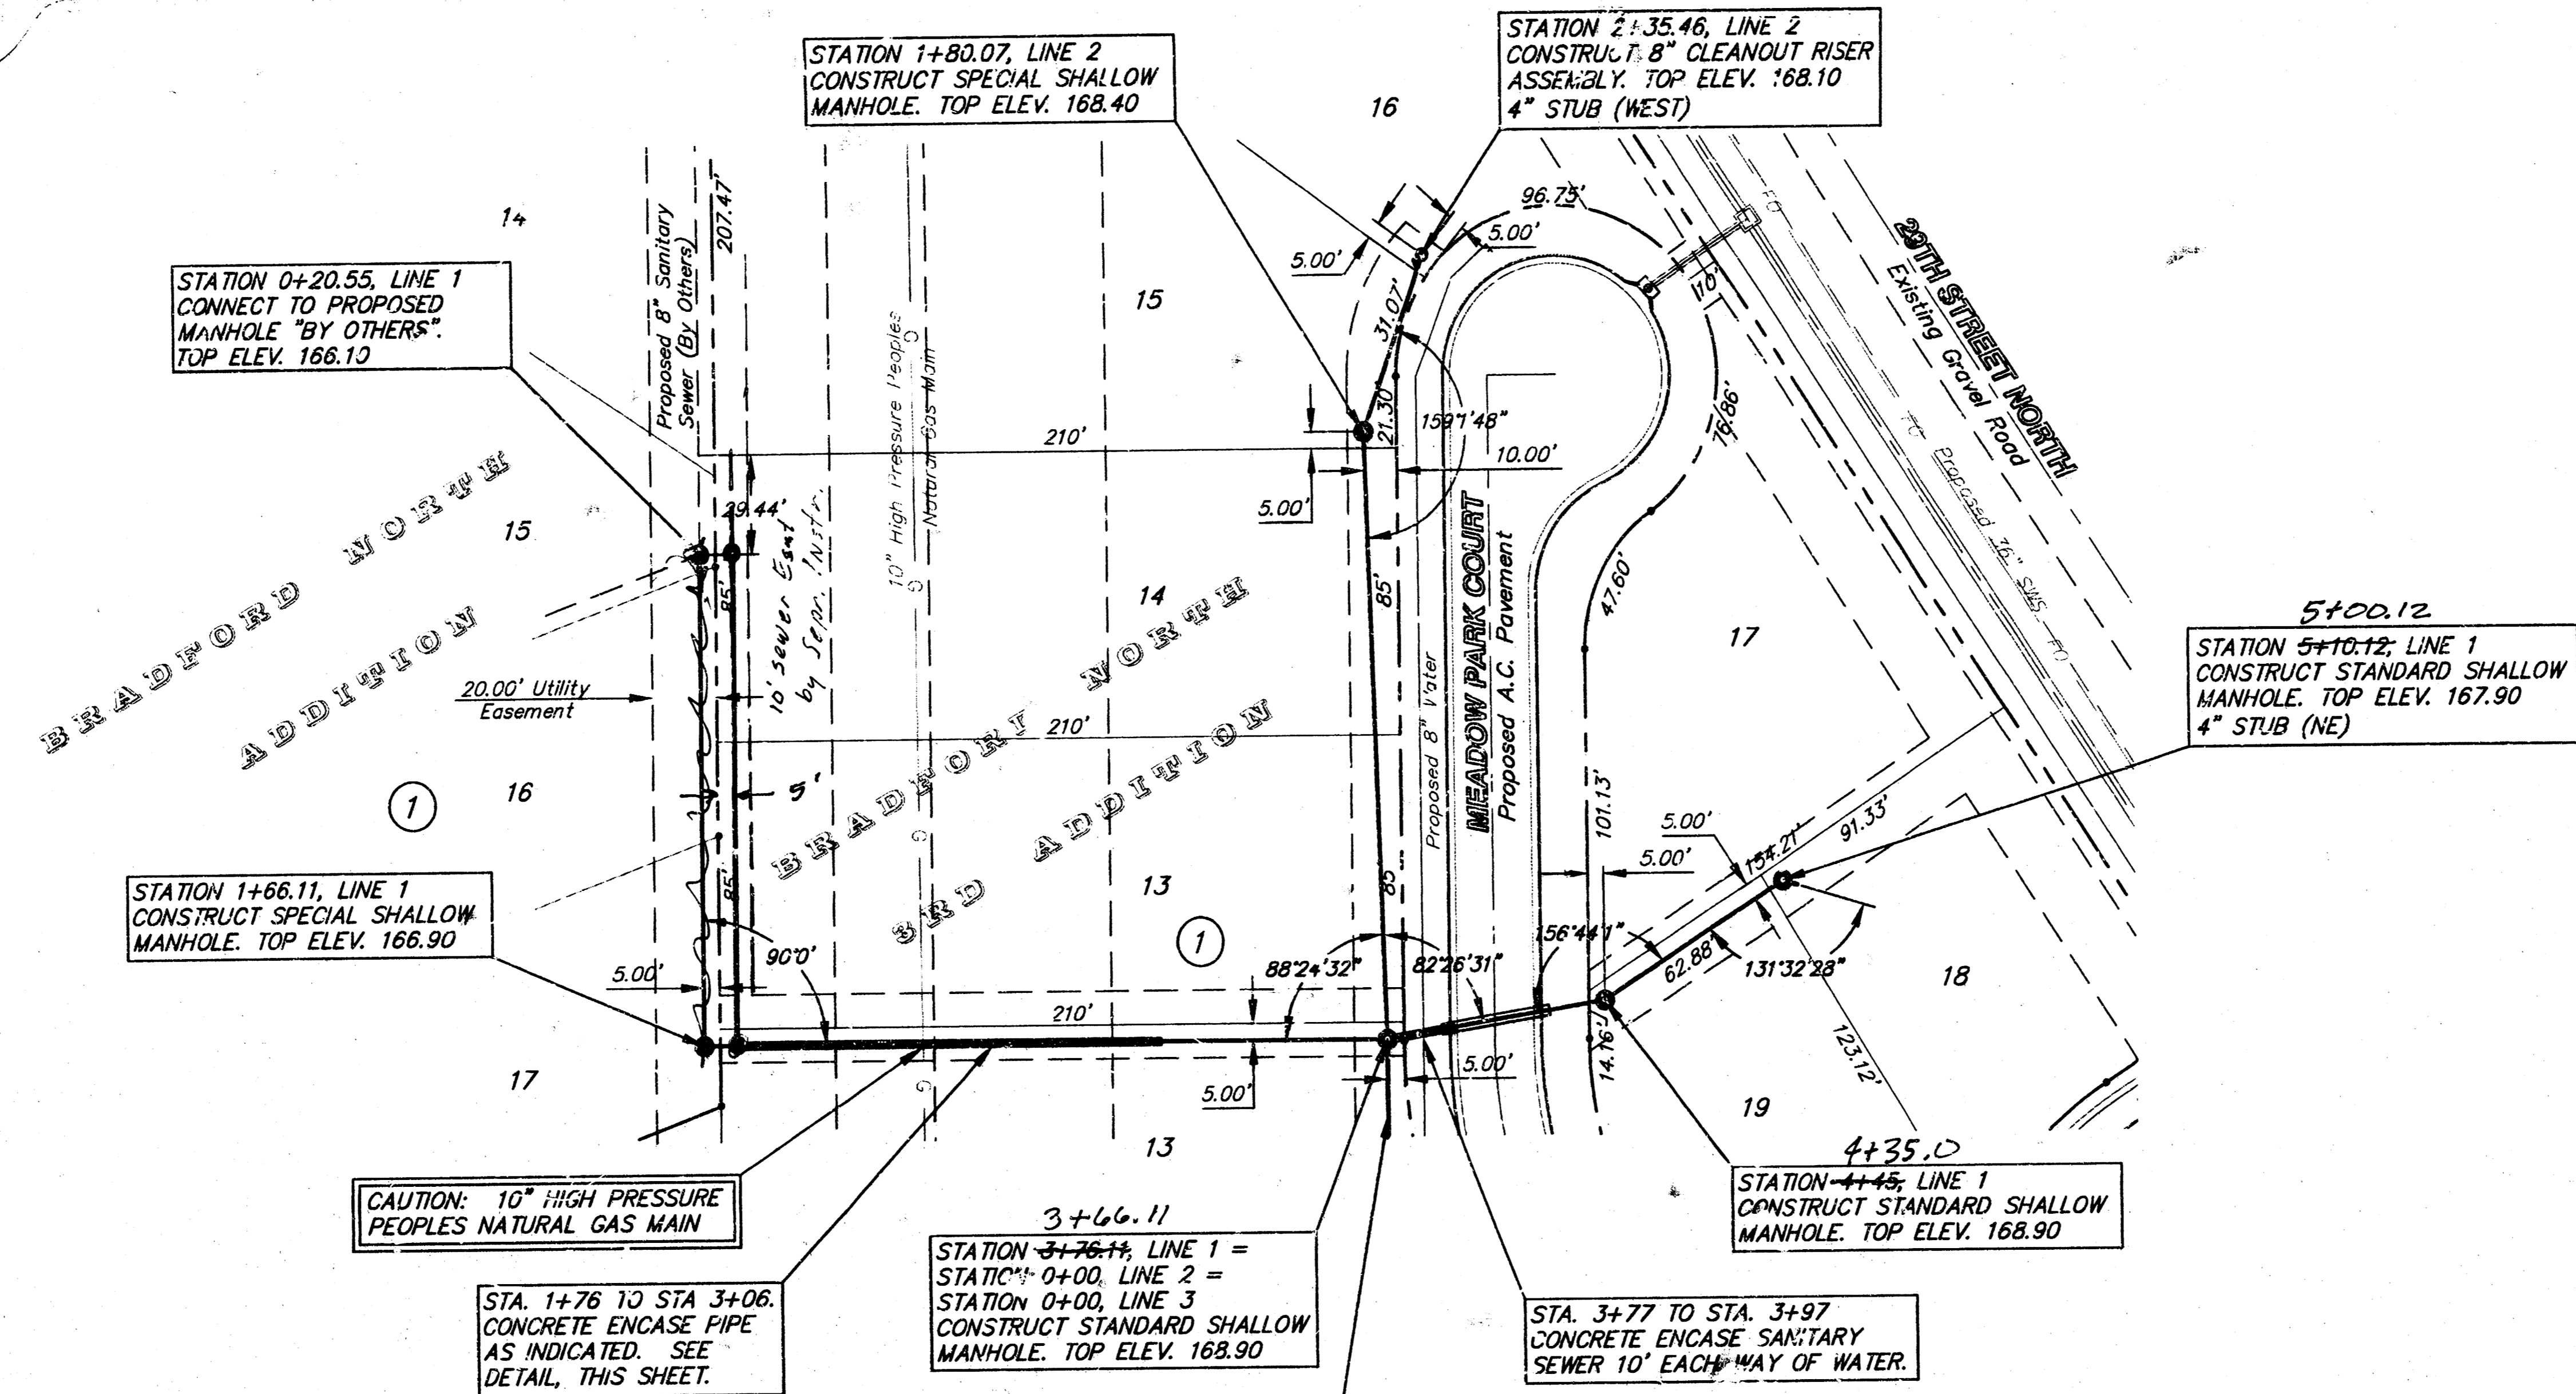 STATION 1+80.07, LINE 2
CONSTRUCT SPECIAL SHALLOW
MANHOLE. TOP ELEV. 168.40
STATION 2+35.46, LINE 2
CONSTRUCT 8" CLEANOUT RISER
ASSEMBLY. TOP ELEV. 168.10
4" STUB (WEST)
STATION 0+20.55, LINE 1
CONNECT TO PROPOSED
MANHOLE "BY OTHERS".
TOP ELEV. 166.10
14
Proposed 8" Sanitary
Sewer (By Others)
207.47'
10" High Pressure Peoples
Natural Gas Main
G
G
G
G
15
16
96.75'
5.00'
5.00'
31.07'
21.30'
159°1'48"
10.00'
5.00'
210'
10'
76.86'
47.60'
29TH STREET NORTH
Existing Gravel Road
Proposed 36" SWS
FO
FO
FO
BRADFORD NORTH
ADDITION
15
29.44'
85'
10' sewer Esmt
by Sepr. Instr.
14
85'
MEADOW PARK COURT
Proposed A.C. Pavement
Proposed 8" Water
17
5+00.12
STATION 5+10.12, LINE 1
CONSTRUCT STANDARD SHALLOW
MANHOLE. TOP ELEV. 167.90
4" STUB (NE)
20.00' Utility
Easement
210'
BRADFORD NORTH
3RD ADDITION
1
16
5'
101.13'
5.00'
5.00'
154.21'
91.33'
STATION 1+66.11, LINE 1
CONSTRUCT SPECIAL SHALLOW
MANHOLE. TOP ELEV. 166.90
85'
90°0'
5.00'
13
1
85'
88°24'32"
82°26'31"
156°44'1"
62.88'
131°32'28"
18
210'
5.00'
5.00'
14.16'
123.12'
17
13
19
CAUTION: 10" HIGH PRESSURE
PEOPLES NATURAL GAS MAIN
4+35.0
STATION 4+45, LINE 1
CONSTRUCT STANDARD SHALLOW
MANHOLE. TOP ELEV. 168.90
3+66.11
STATION 3+76.11, LINE 1 =
STATION 0+00, LINE 2 =
STATION 0+00, LINE 3
CONSTRUCT STANDARD SHALLOW
MANHOLE. TOP ELEV. 168.90
STA. 1+76 TO STA 3+06.
CONCRETE ENCASE PIPE
AS INDICATED. SEE
DETAIL, THIS SHEET.
STA. 3+77 TO STA. 3+97
CONCRETE ENCASE SANITARY
SEWER 10' EACH WAY OF WATER.